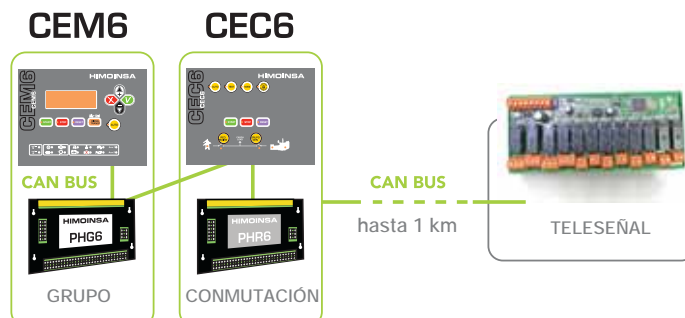 CEM6
CEC6
HIMOINSA
CEM6
HIMOINSA
CEC6
CAN BUS
HIMOINSA
PHG6
HIMOINSA
PHR6
CAN BUS
hasta 1 km
TELESEÑAL
GRUPO
CONMUTACIÓN